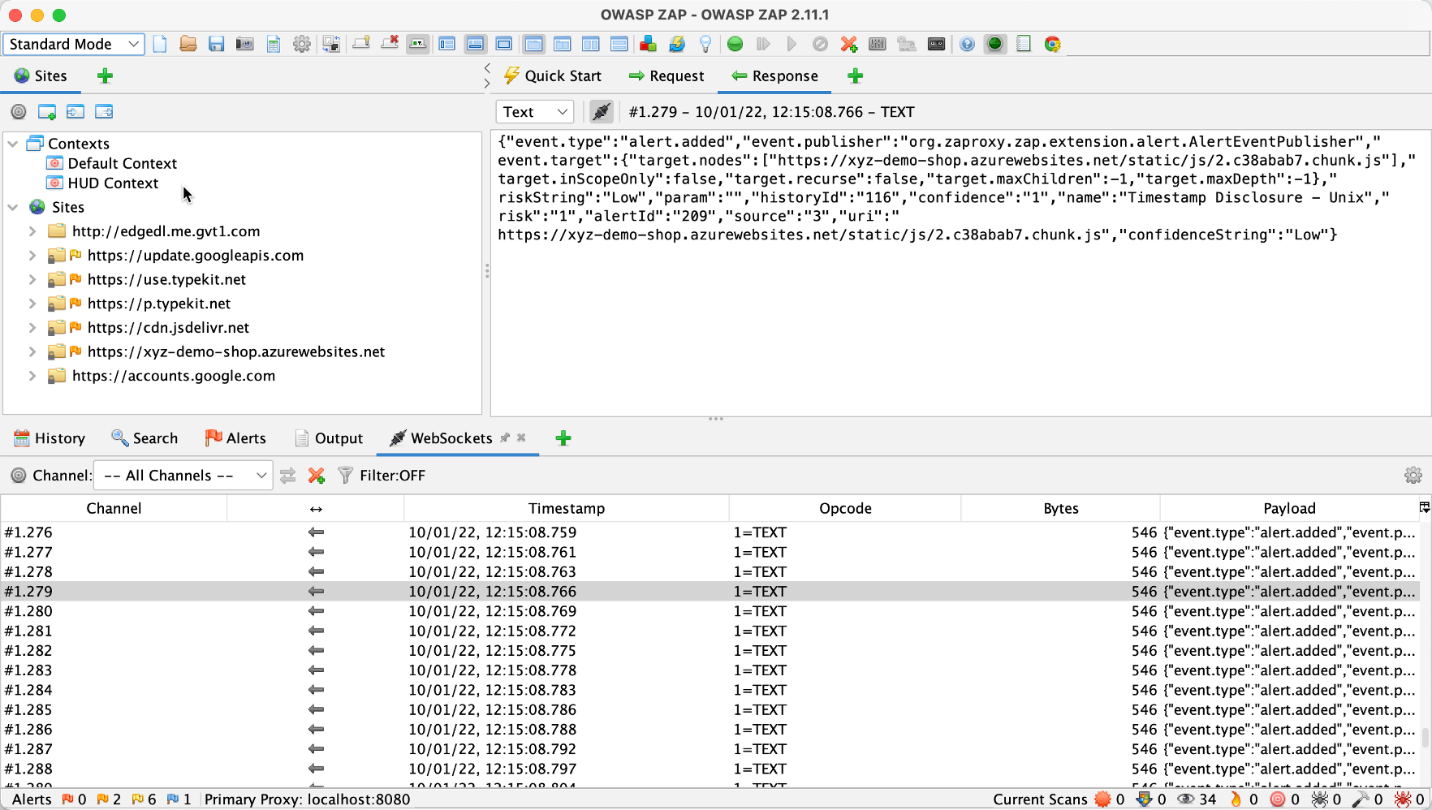 OWASP ZAP - OWASP ZAP 2.11.1
Standard Mode
Sites
Quick Start
Request
Response
Text
#1.279 - 10/01/22, 12:15:08.766 - TEXT
Contexts
Default Context
HUD Context
Sites
http://edgedl.me.gvt1.com
https://update.googleapis.com
https://use.typekit.net
https://p.typekit.net
https://cdn.jsdelivr.net
https://xyz-demo-shop.azurewebsites.net
https://accounts.google.com
{"event.type":"alert.added","event.publisher":"org.zaproxy.zap.extension.alert.AlertEventPublisher","
event.target":{"target.nodes":["https://xyz-demo-shop.azurewebsites.net/static/js/2.c38abab7.chunk.js"],"
target.inScopeOnly":false,"target.recurse":false,"target.maxChildren":-1,"target.maxDepth":-1},"
riskString":"Low","param":"","historyId":"116","confidence":"1","name":"Timestamp Disclosure - Unix","
risk":"1","alertId":"209","source":"3","uri":"
https://xyz-demo-shop.azurewebsites.net/static/js/2.c38abab7.chunk.js","confidenceString":"Low"}
History
Search
Alerts
Output
WebSockets
Channel: -- All Channels --
Filter:OFF
Channel ↔ Timestamp Opcode Bytes Payload
#1.276 10/01/22, 12:15:08.759 1=TEXT 546 {"event.type":"alert.added","event.p...
#1.277 10/01/22, 12:15:08.761 1=TEXT 546 {"event.type":"alert.added","event.p...
#1.278 10/01/22, 12:15:08.763 1=TEXT 546 {"event.type":"alert.added","event.p...
#1.279 10/01/22, 12:15:08.766 1=TEXT 546 {"event.type":"alert.added","event.p...
#1.280 10/01/22, 12:15:08.769 1=TEXT 546 {"event.type":"alert.added","event.p...
#1.281 10/01/22, 12:15:08.772 1=TEXT 546 {"event.type":"alert.added","event.p...
#1.282 10/01/22, 12:15:08.775 1=TEXT 546 {"event.type":"alert.added","event.p...
#1.283 10/01/22, 12:15:08.778 1=TEXT 546 {"event.type":"alert.added","event.p...
#1.284 10/01/22, 12:15:08.783 1=TEXT 546 {"event.type":"alert.added","event.p...
#1.285 10/01/22, 12:15:08.786 1=TEXT 546 {"event.type":"alert.added","event.p...
#1.286 10/01/22, 12:15:08.788 1=TEXT 546 {"event.type":"alert.added","event.p...
#1.287 10/01/22, 12:15:08.792 1=TEXT 546 {"event.type":"alert.added","event.p...
#1.288 10/01/22, 12:15:08.797 1=TEXT 546 {"event.type":"alert.added","event.p...
Alerts 0 2 6 1 Primary Proxy: localhost:8080 Current Scans 0 0 34 0 0 0 0 0